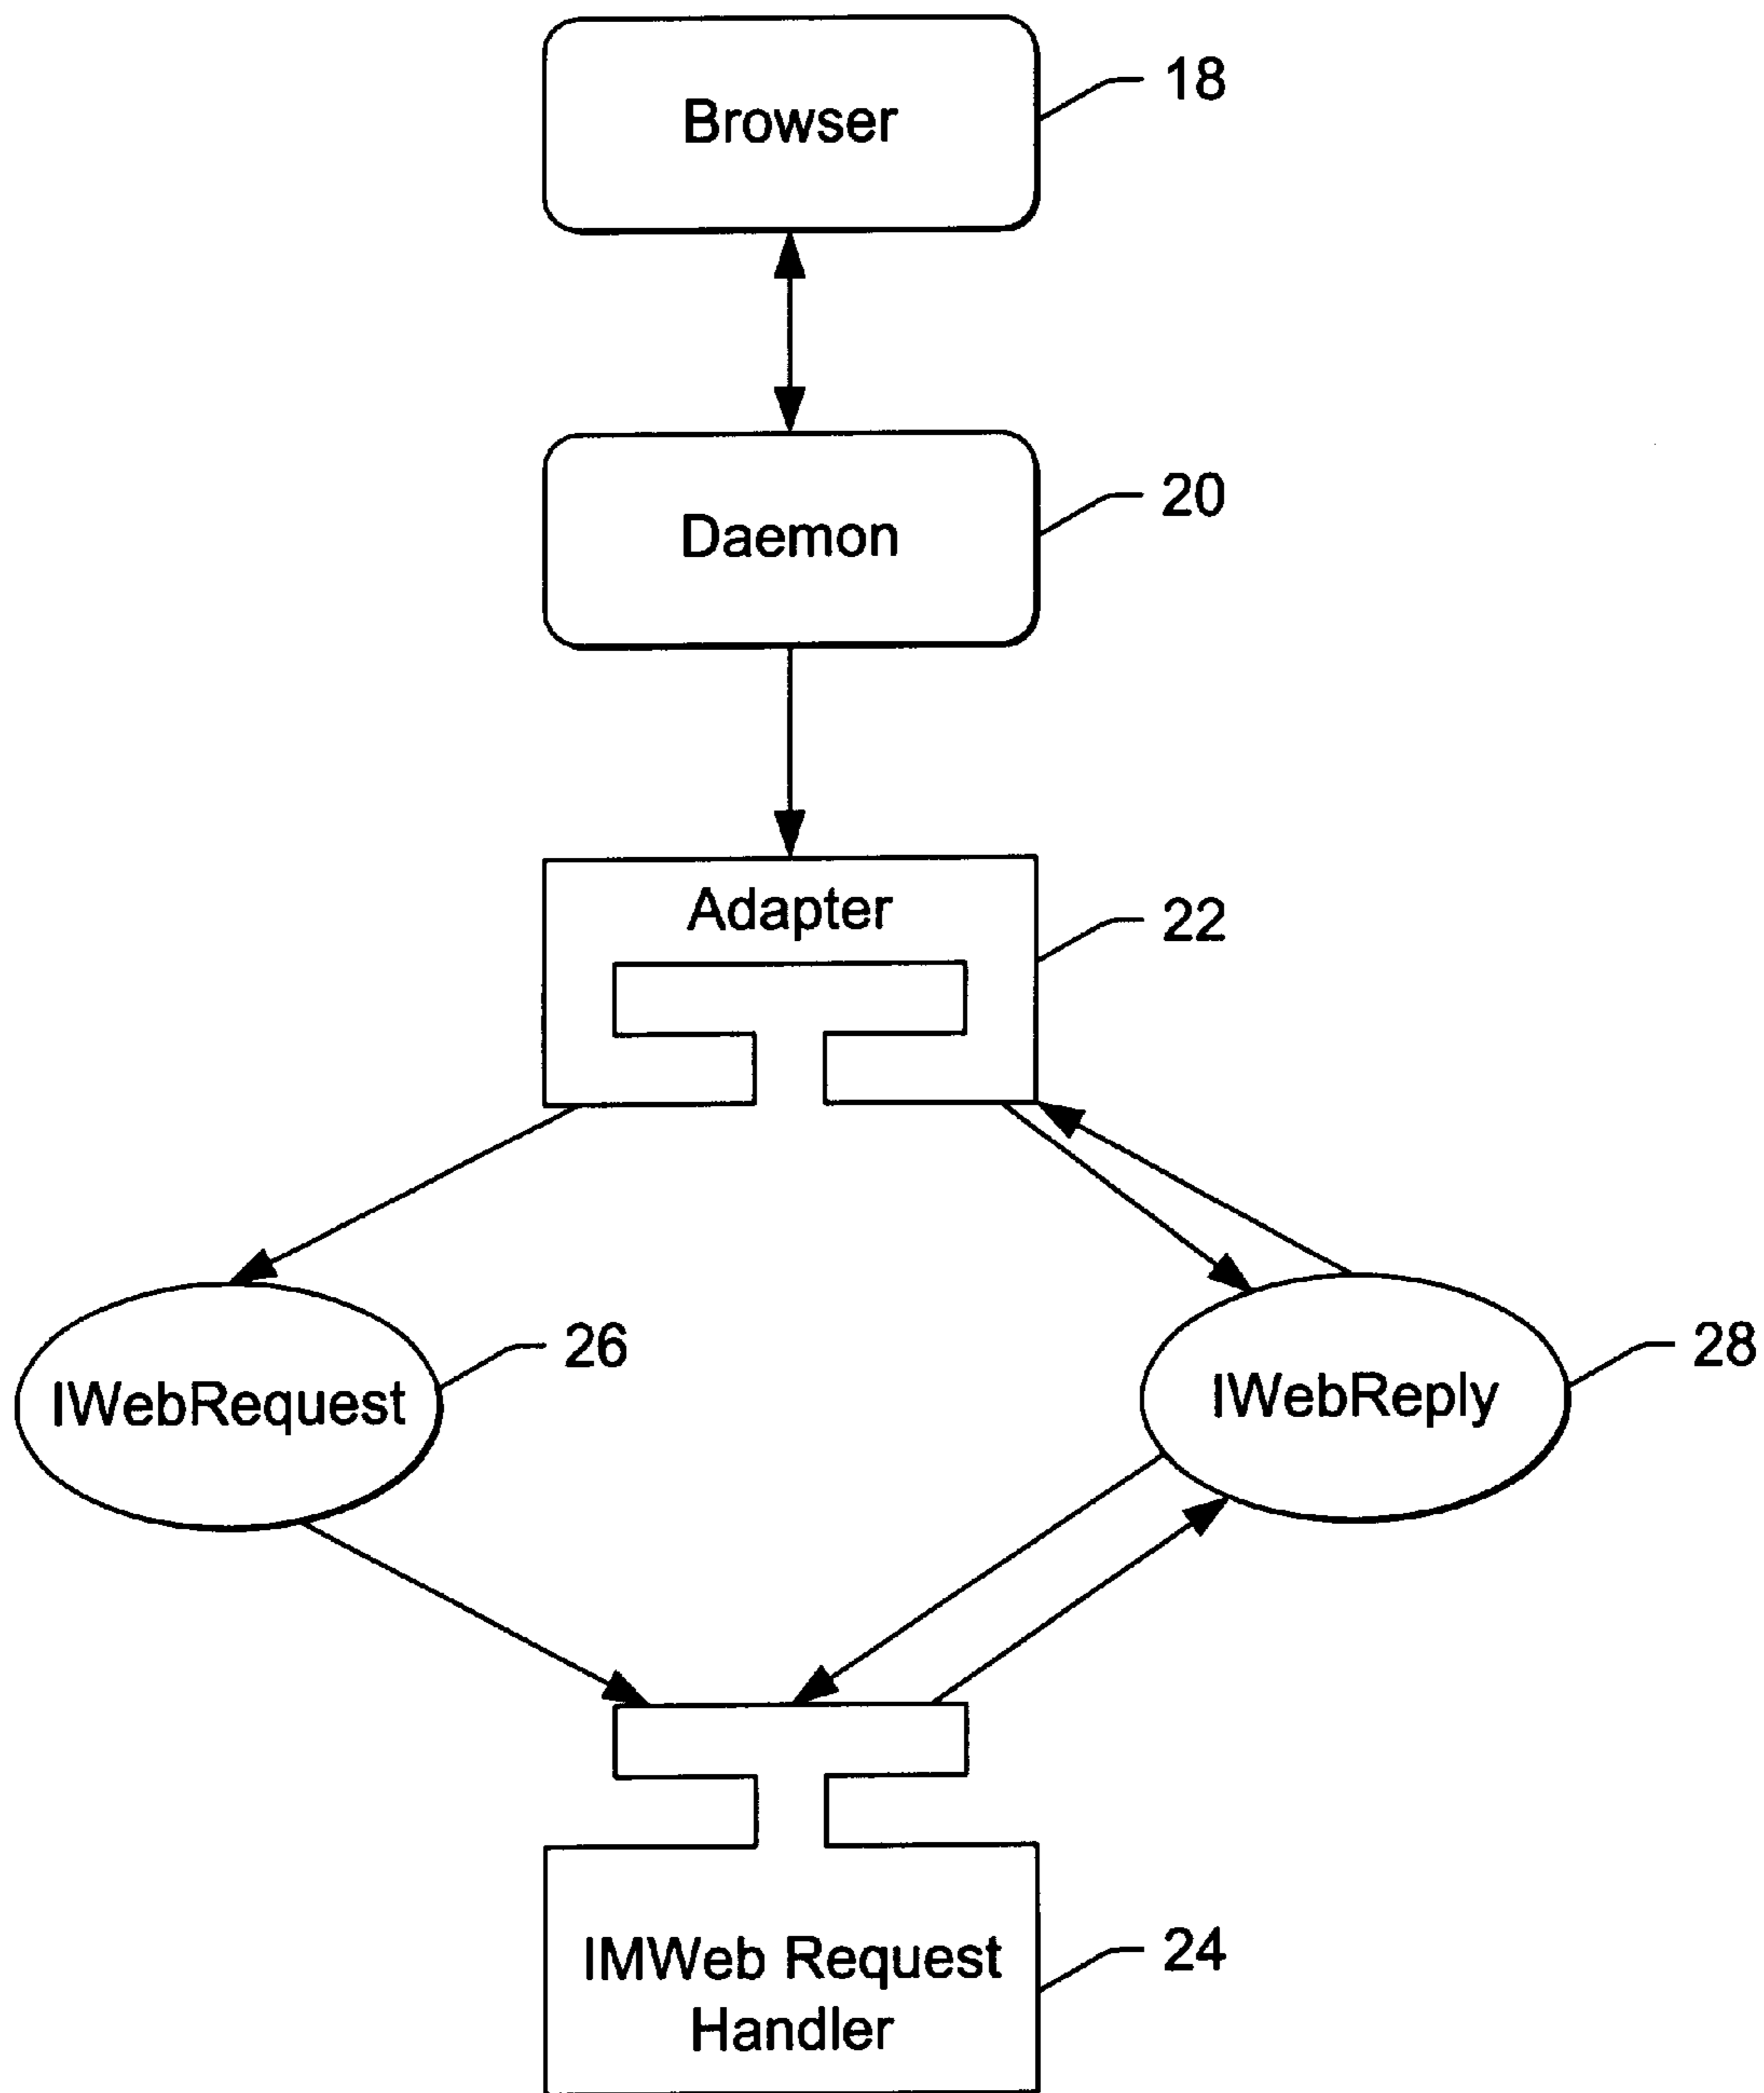 Browser
18
Daemon
20
Adapter
22
IWebRequest
26
IWebReply
28
IMWeb Request
Handler
24